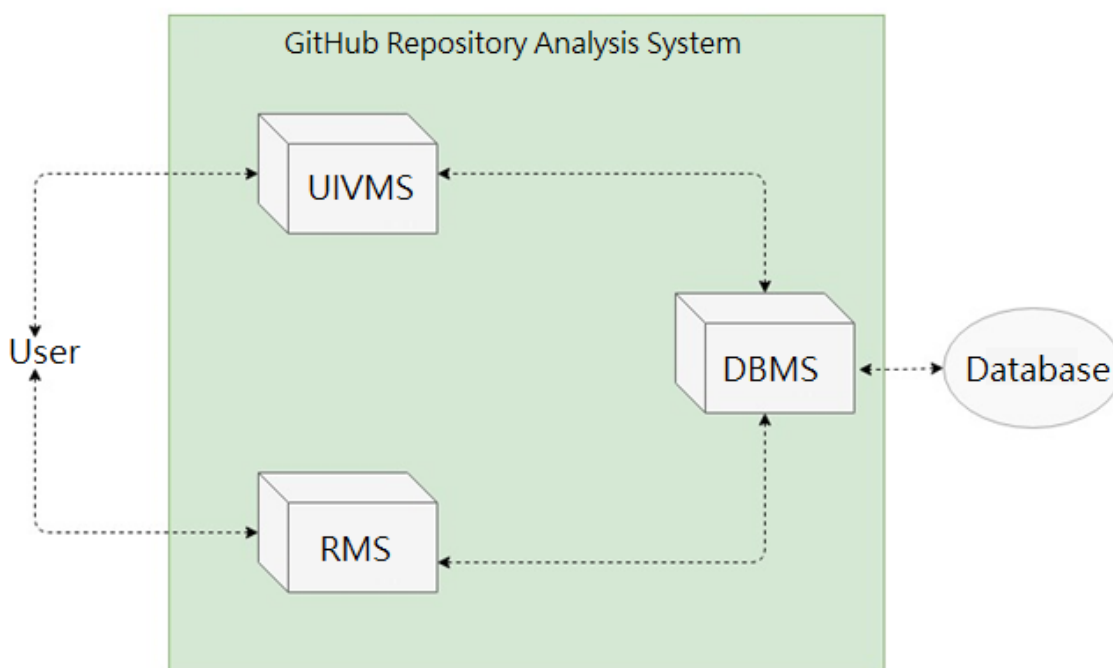 GitHub Repository Analysis System
UIVMS
User
DBMS
Database
RMS